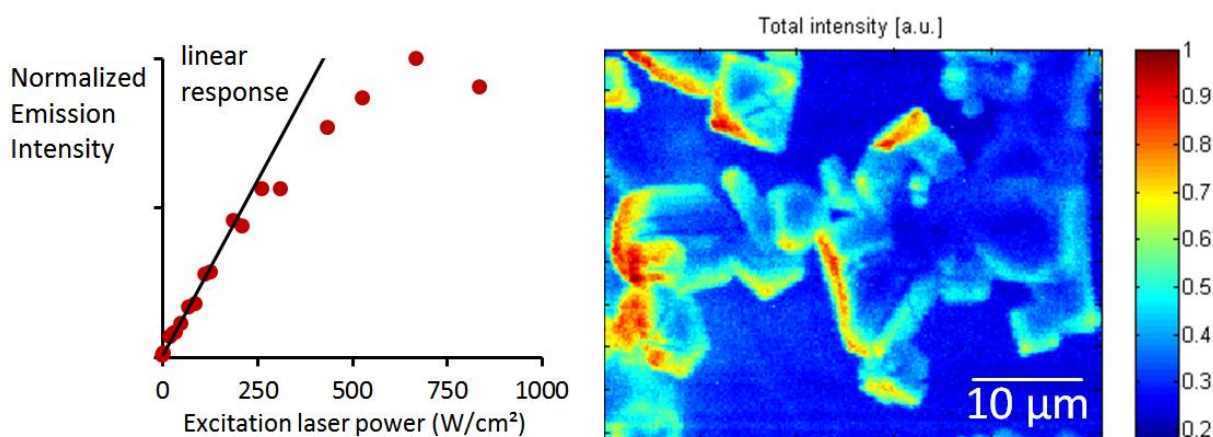 Normalized
Emission
Intensity
linear
response
0
250
500
750
1000
Excitation laser power (W/cm²)
Total intensity [a.u.]
10 µm
1
0.9
0.8
0.7
0.6
0.5
0.4
0.3
0.2